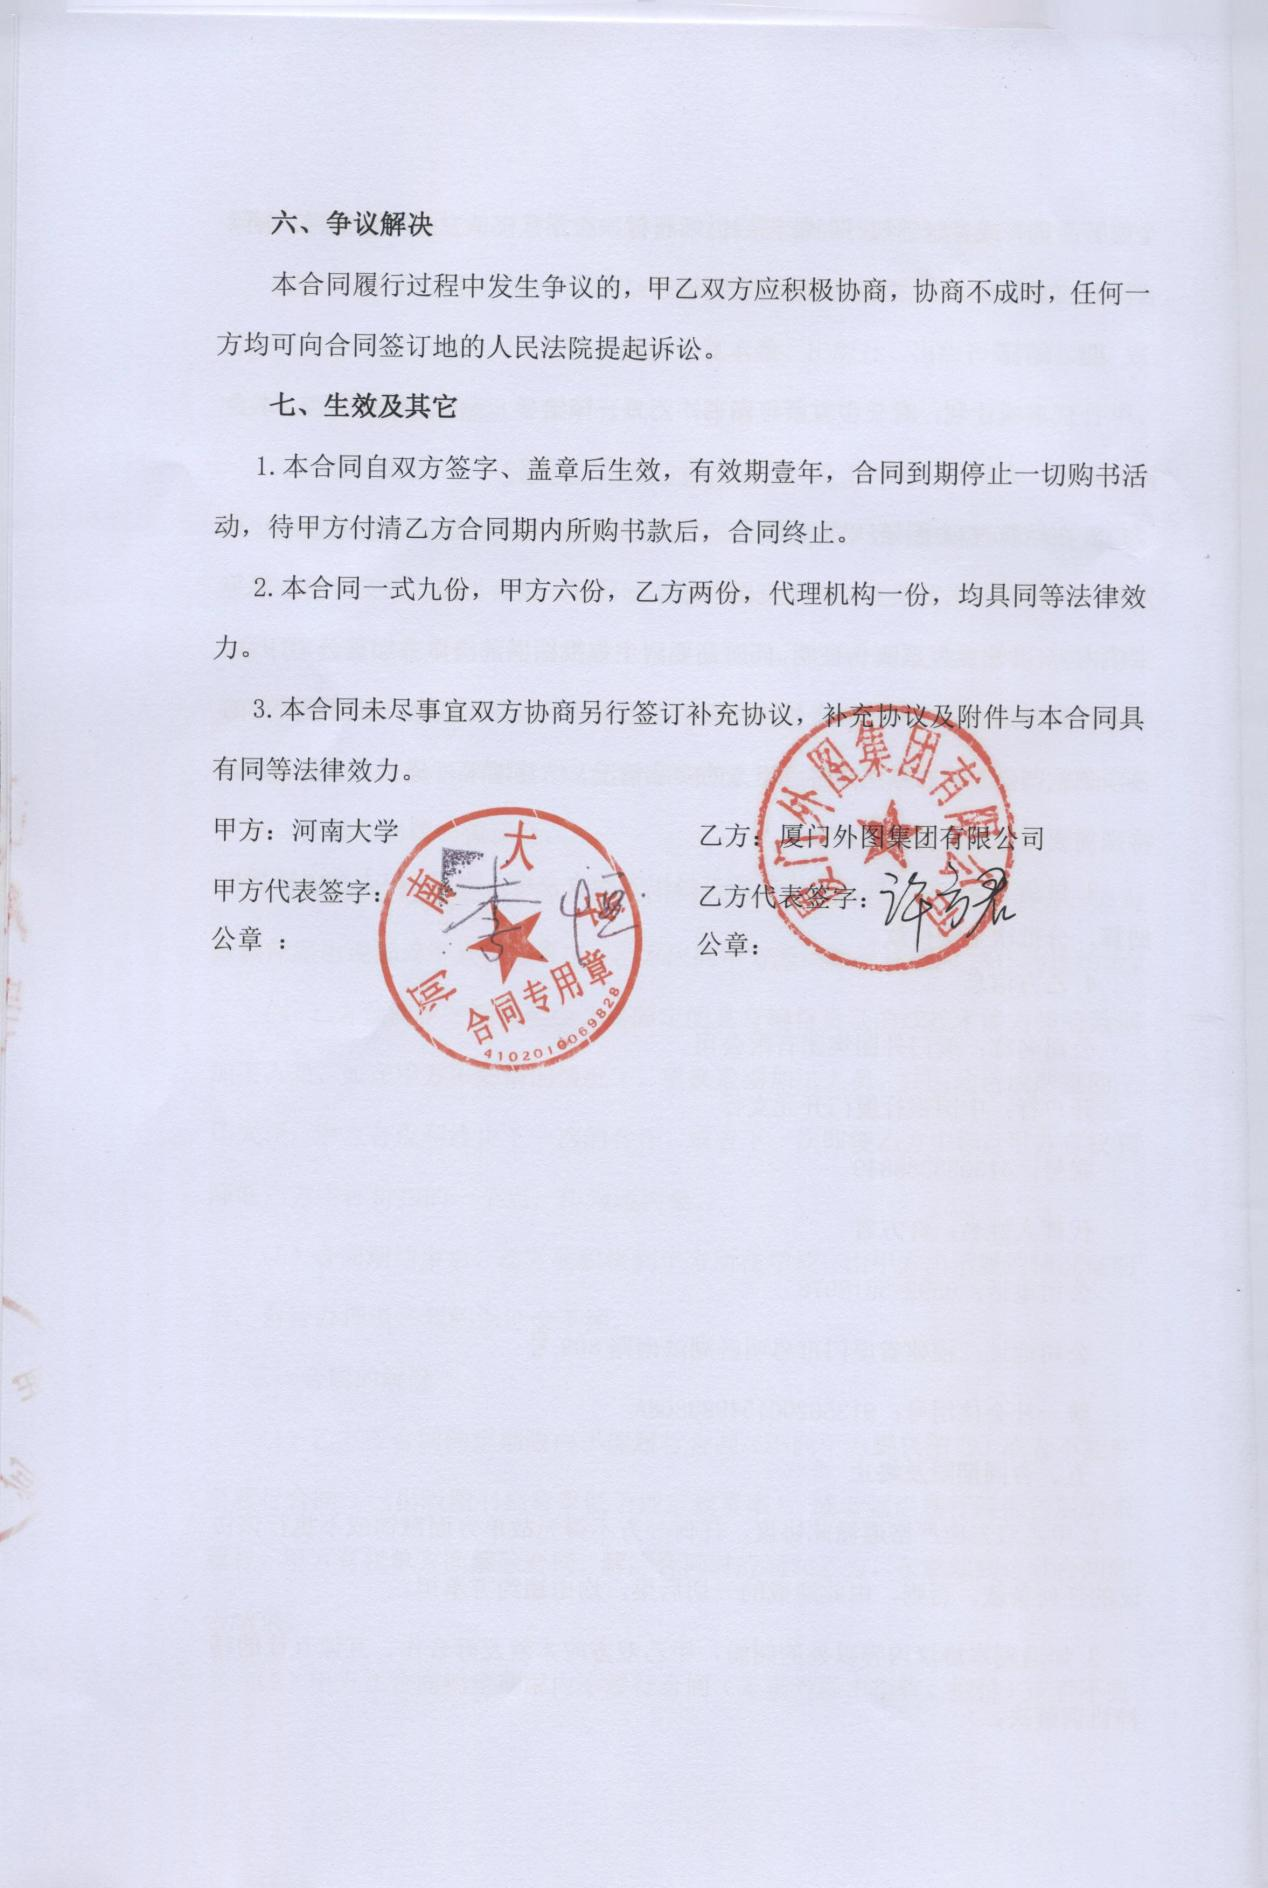 六、争议解决
本合同履行过程中发生争议的，甲乙双方应积极协商，协商不成时，任何一
方均可向合同签订地的人民法院提起诉讼。
七、生效及其它
1.本合同自双方签字、盖章后生效，有效期壹年，合同到期停止一切购书活
动，待甲方付清乙方合同期内所购书款后，合同终止。
2.本合同一式九份，甲方六份，乙方两份，代理机构一份，均具同等法律效
力。
3.本合同未尽事宜双方协商另行签订补充协议，补充协议及附件与本合同具
有同等法律效力。
甲方：河南大学
乙方：厦门外图集团有限公司
甲方代表签字：李恒
乙方代表签字：
公章：
公章：
河南大学
合同专用章
4102010069828
厦门外图集团有限公司